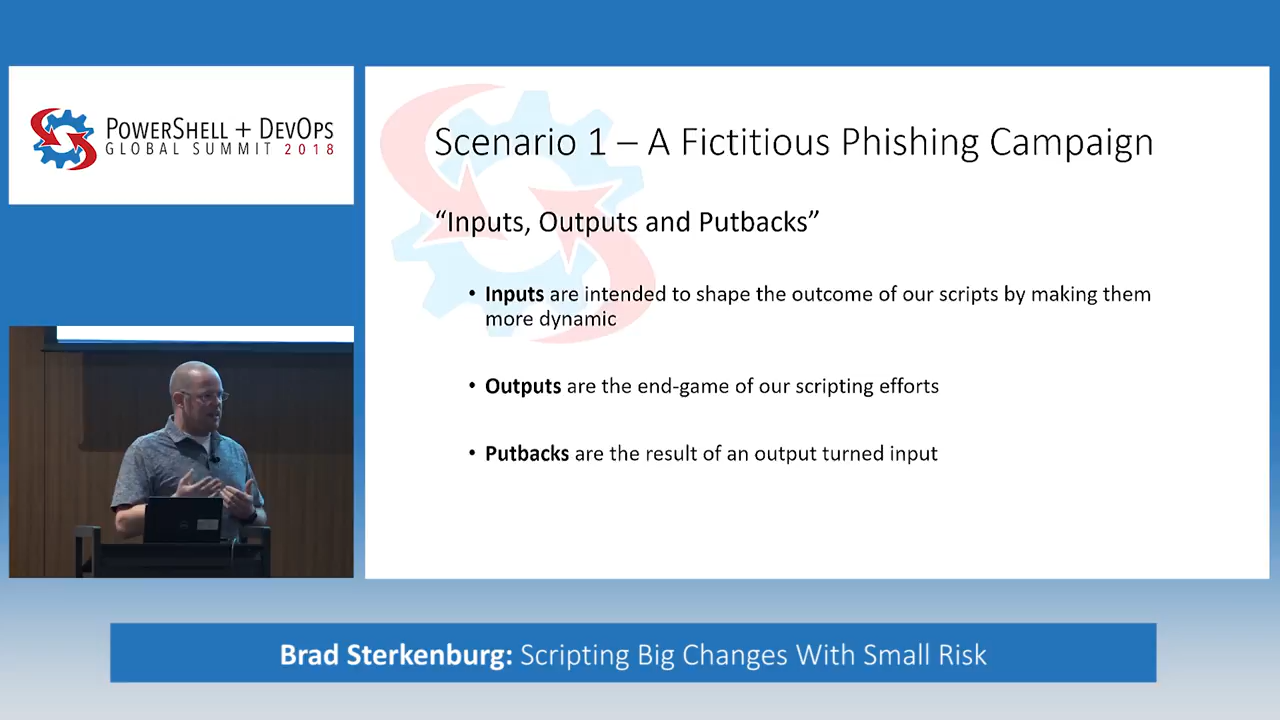 POWERSHELL + DEVOPS
GLOBAL SUMMIT 2018
Scenario 1 – A Fictitious Phishing Campaign
“Inputs, Outputs and Putbacks”
• Inputs are intended to shape the outcome of our scripts by making them
more dynamic
• Outputs are the end-game of our scripting efforts
• Putbacks are the result of an output turned input
Brad Sterkenburg: Scripting Big Changes With Small Risk